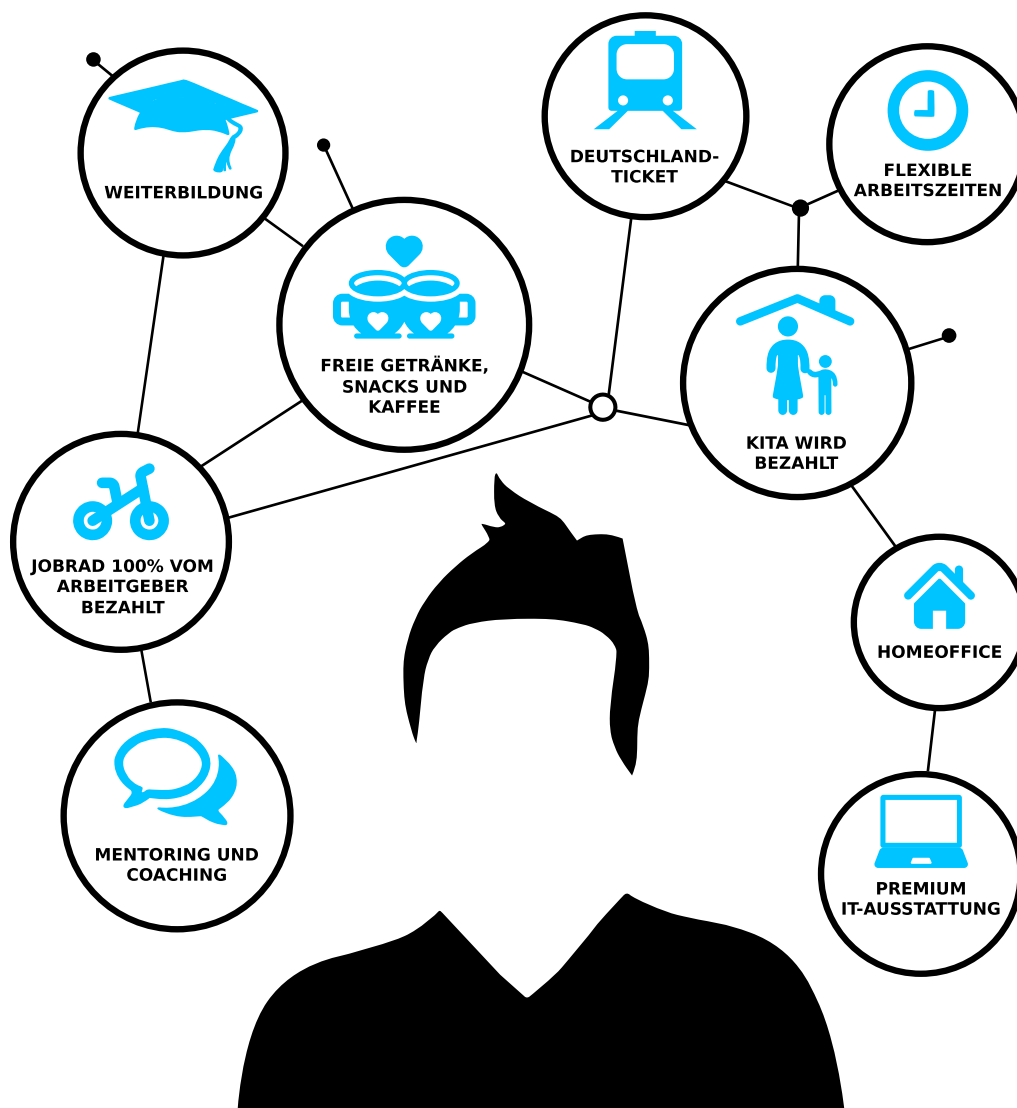 WEITERBILDUNG
DEUTSCHLAND-
TICKET
FLEXIBLE
ARBEITSZEITEN
FREIE GETRÄNKE,
SNACKS UND
KAFFEE
KITA WIRD
BEZAHLT
JOBRAD 100% VOM
ARBEITGEBER
BEZAHLT
HOMEOFFICE
MENTORING UND
COACHING
PREMIUM
IT-AUSSTATTUNG